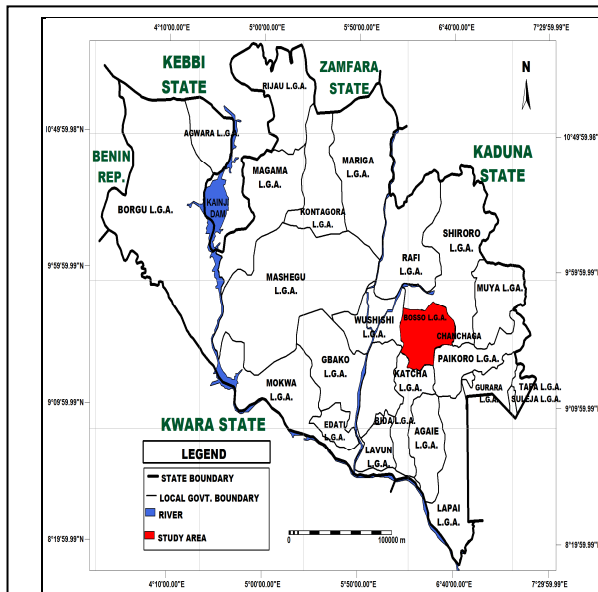 4°10'00.00"E 5°00'00.00"E 5°50'00.00"E 6°40'00.00"E 7°29'59.99"E
KEBBI
STATE
ZAMFARA
STATE
N
RIJAU L.G.A.
10°49'59.98"
10°49'59.98"
AGWARA L.G.A
BENIN
REP.
MAGAMA
L.G.A.
MARIGA
L.G.A.
KADUNA
STATE
BORGU L.G.A.
KAINJI
DAM
KONTAGORA
L.G.A.
SHIRORO
L.G.A.
RAFI
L.G.A.
9°59'59.99"
9°59'59.99"
MASHEGU
L.G.A.
MUYA L.G.A.
WUSHISHI
L.G.A.
BOSSO L.G.A.
CHANCHAGA
GBAKO
L.G.A.
PAIKORO L.G.A.
KATCHA
L.G.A.
MOKWA
L.G.A.
GURARA
L.G.A.
TAFA L.G.A.
SULEJA L.G.A.
9°09'59.99"
9°09'59.99"
KWARA STATE
EDATI
L.G.A.
BIDA L.G.A.
AGAIE
L.G.A.
LAVUN
L.G.A.
LEGEND
STATE BOUNDARY
LOCAL GOVT. BOUNDARY
RIVER
STUDY AREA
LAPAI
L.G.A.
0 100000 m
8°19'59.99"
8°19'59.99"
4°10'00.00"E 5°00'00.00"E 5°50'00.00"E 6°40'00.00"E 7°29'59.99"E